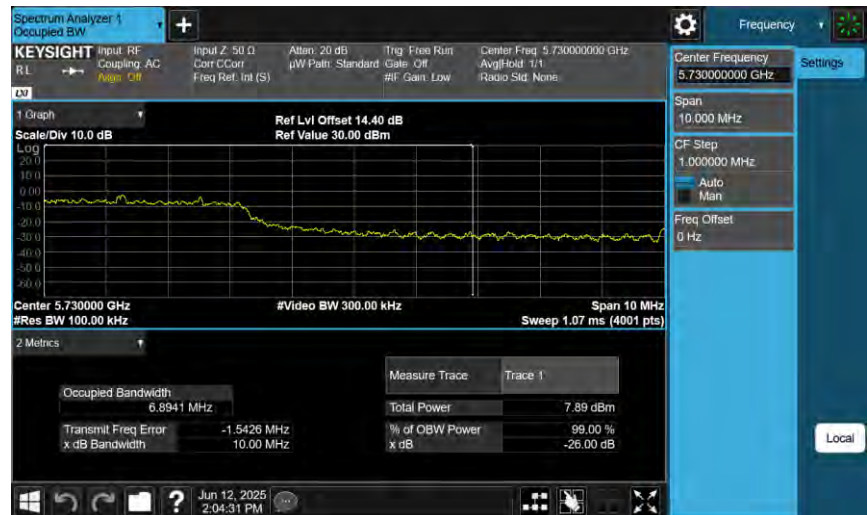 Spectrum Analyzer 1
Occupied BW
Frequency
KEYSIGHT Input: RF Input Z: 50 Ω Atten: 20 dB Trig: Free Run Center Freq: 5.730000000 GHz
RL Coupling: AC Corr CCorr µW Path: Standard Gate: Off Avg|Hold: 1/1
Align: Off Freq Ref: Int (S) #IF Gain: Low Radio Std: None
LXI
1 Graph
Scale/Div 10.0 dB
Ref Lvl Offset 14.40 dB
Ref Value 30.00 dBm
Log
20.0
10.0
0.00
-10.0
-20.0
-30.0
-40.0
-50.0
-60.0
Center 5.730000 GHz #Video BW 300.00 kHz Span 10 MHz
#Res BW 100.00 kHz Sweep 1.07 ms (4001 pts)
2 Metrics
Measure Trace Trace 1
Occupied Bandwidth
6.8941 MHz
Total Power 7.89 dBm
Transmit Freq Error -1.5426 MHz % of OBW Power 99.00 %
x dB Bandwidth 10.00 MHz x dB -26.00 dB
Center Frequency
5.730000000 GHz
Settings
Span
10.000 MHz
CF Step
1.000000 MHz
Auto
Man
Freq Offset
0 Hz
Local
Jun 12, 2025
2:04:31 PM